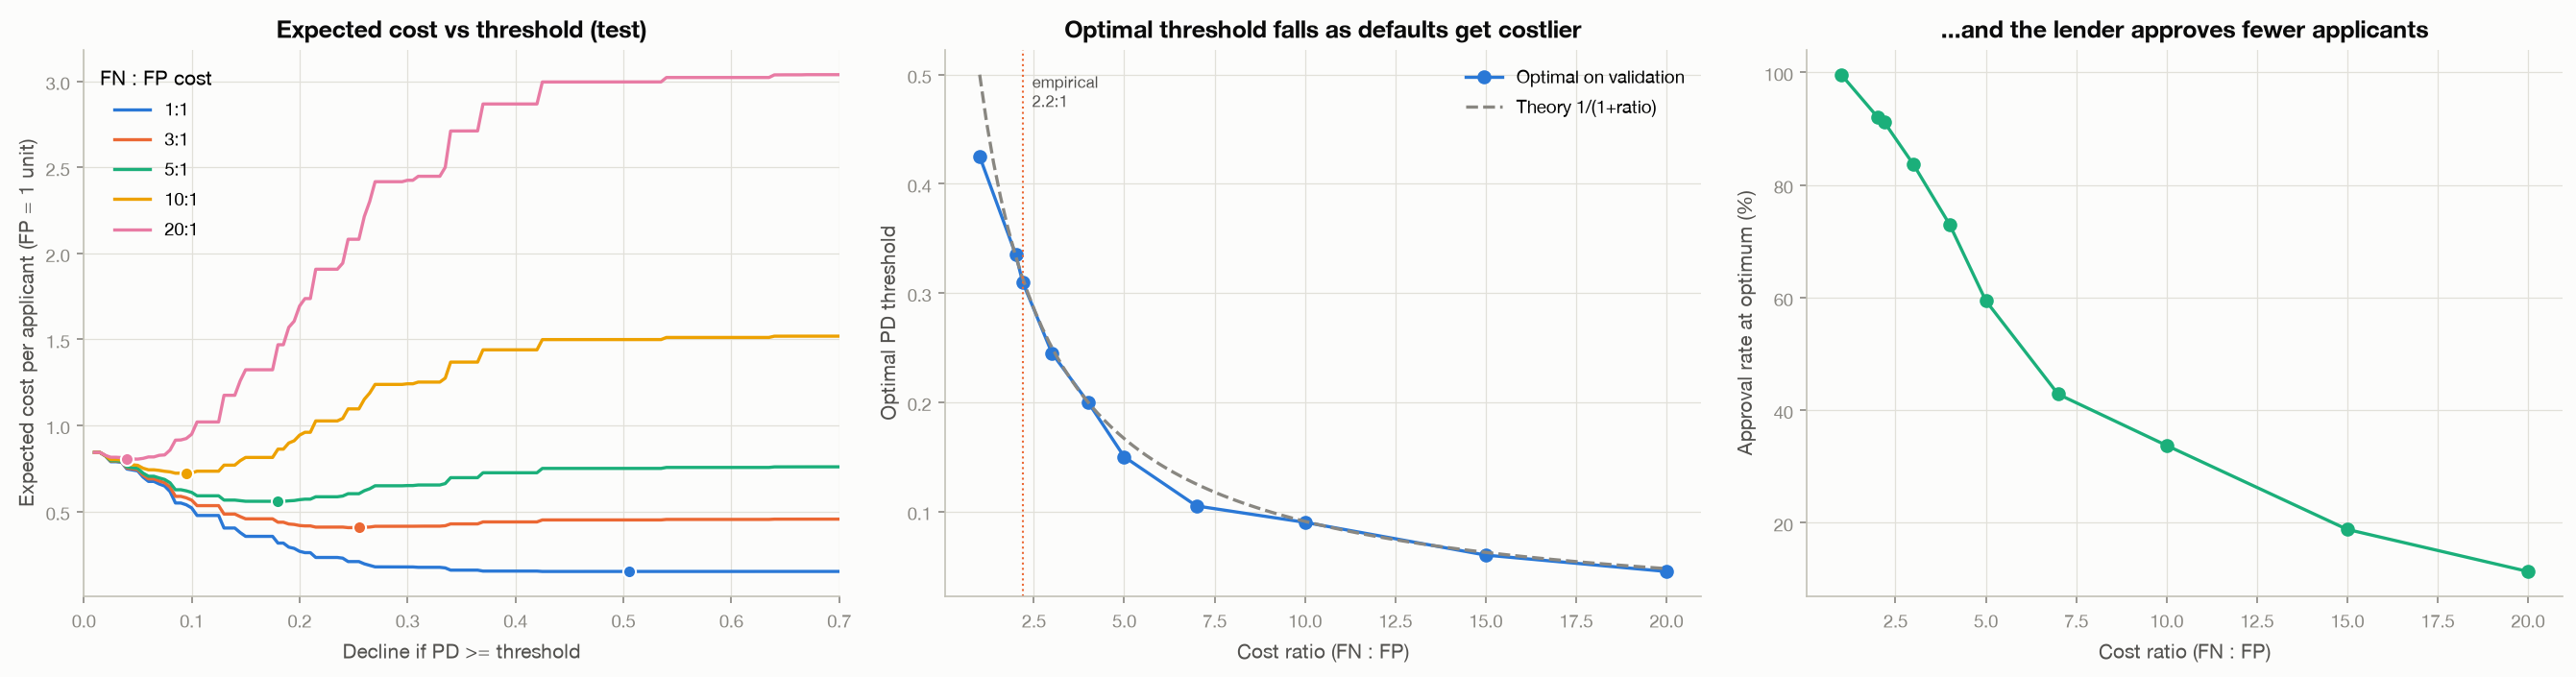 Expected cost vs threshold (test)
FN : FP cost
1:1
3:1
5:1
10:1
20:1
Expected cost per applicant (FP = 1 unit)
3.0
2.5
2.0
1.5
1.0
0.5
0.0 0.1 0.2 0.3 0.4 0.5 0.6 0.7
Decline if PD >= threshold
Optimal threshold falls as defaults get costlier
empirical
2.2:1
Optimal on validation
Theory 1/(1+ratio)
Optimal PD threshold
0.5
0.4
0.3
0.2
0.1
2.5 5.0 7.5 10.0 12.5 15.0 17.5 20.0
Cost ratio (FN : FP)
...and the lender approves fewer applicants
Approval rate at optimum (%)
100
80
60
40
20
2.5 5.0 7.5 10.0 12.5 15.0 17.5 20.0
Cost ratio (FN : FP)